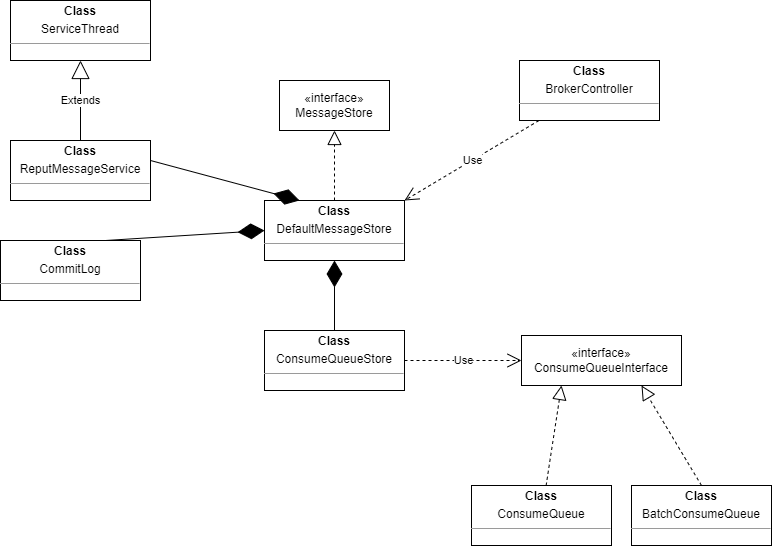 Class
ServiceThread
Extends
«interface»
MessageStore
Class
BrokerController
Class
ReputMessageService
Use
Class
DefaultMessageStore
Class
CommitLog
Class
ConsumeQueueStore
Use
«interface»
ConsumeQueueInterface
Class
ConsumeQueue
Class
BatchConsumeQueue